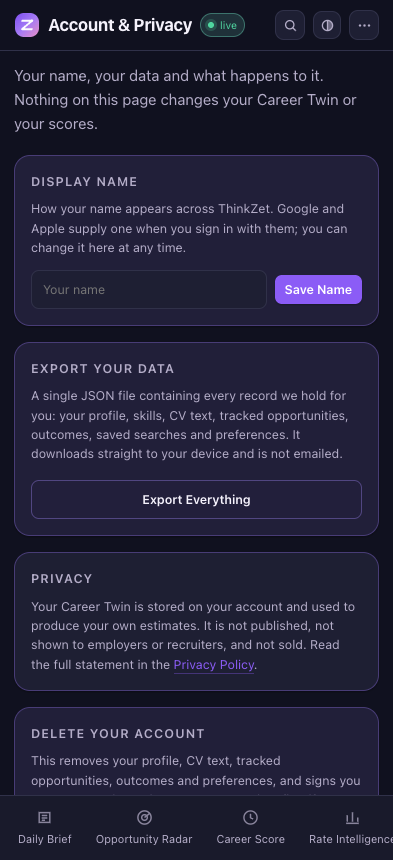 Account & Privacy
live
Your name, your data and what happens to it.
Nothing on this page changes your Career Twin or
your scores.
DISPLAY NAME
How your name appears across ThinkZet. Google and
Apple supply one when you sign in with them; you can
change it here at any time.
Your name
Save Name
EXPORT YOUR DATA
A single JSON file containing every record we hold for
you: your profile, skills, CV text, tracked opportunities,
outcomes, saved searches and preferences. It
downloads straight to your device and is not emailed.
Export Everything
PRIVACY
Your Career Twin is stored on your account and used to
produce your own estimates. It is not published, not
shown to employers or recruiters, and not sold. Read
the full statement in the Privacy Policy.
DELETE YOUR ACCOUNT
This removes your profile, CV text, tracked
opportunities, outcomes and preferences, and signs you
Daily Brief
Opportunity Radar
Career Score
Rate Intelligence